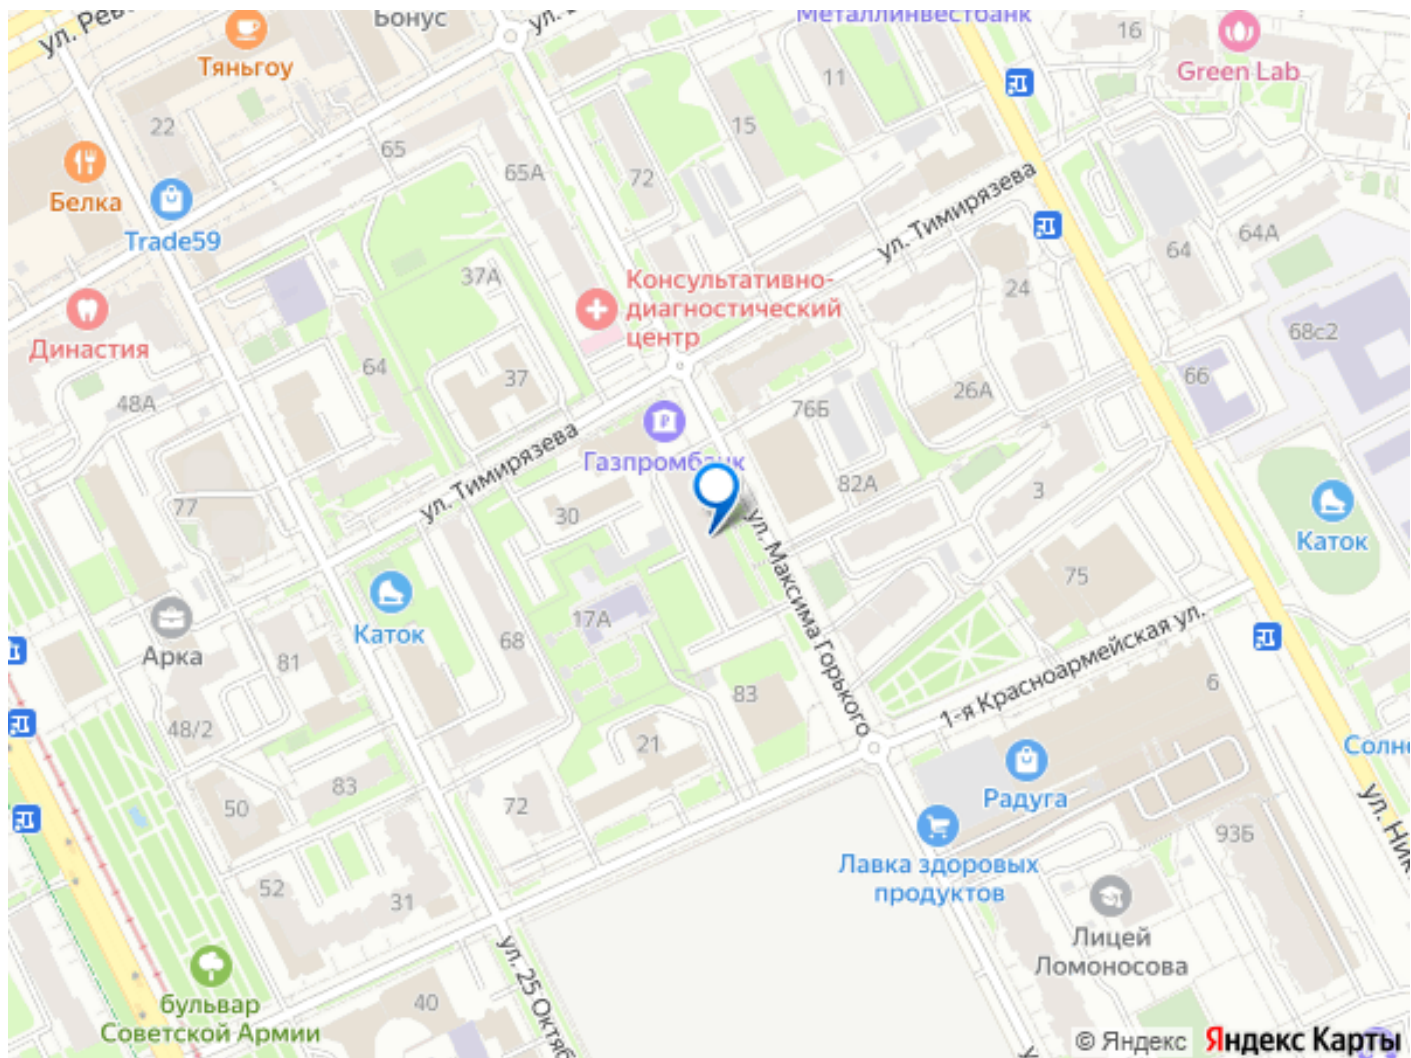 ул. Рев
Тяньгоу
Бонус
ул.
Металлинвестбанк
16
Green Lab
11
22
15
65
65А
72
Белка
Trade59
ул. Тимирязева
64А
64
37А
Консультативно-
диагностический
центр
24
Династия
68с2
64
37
66
48А
76Б
26А
Газпромбанк
ул. Тимирязева
82А
3
77
30
Каток
ул. Максима Горького
75
Каток
17А
1-я Красноармейская ул.
Арка
68
81
6
83
48/2
21
Солн
Радуга
83
50
72
ул. Ник
93Б
Лавка здоровых
продуктов
52
31
Лицей
Ломоносова
ул. 25 Октяб
40
бульвар
Советской Армии
© Яндекс
Яндекс Карты